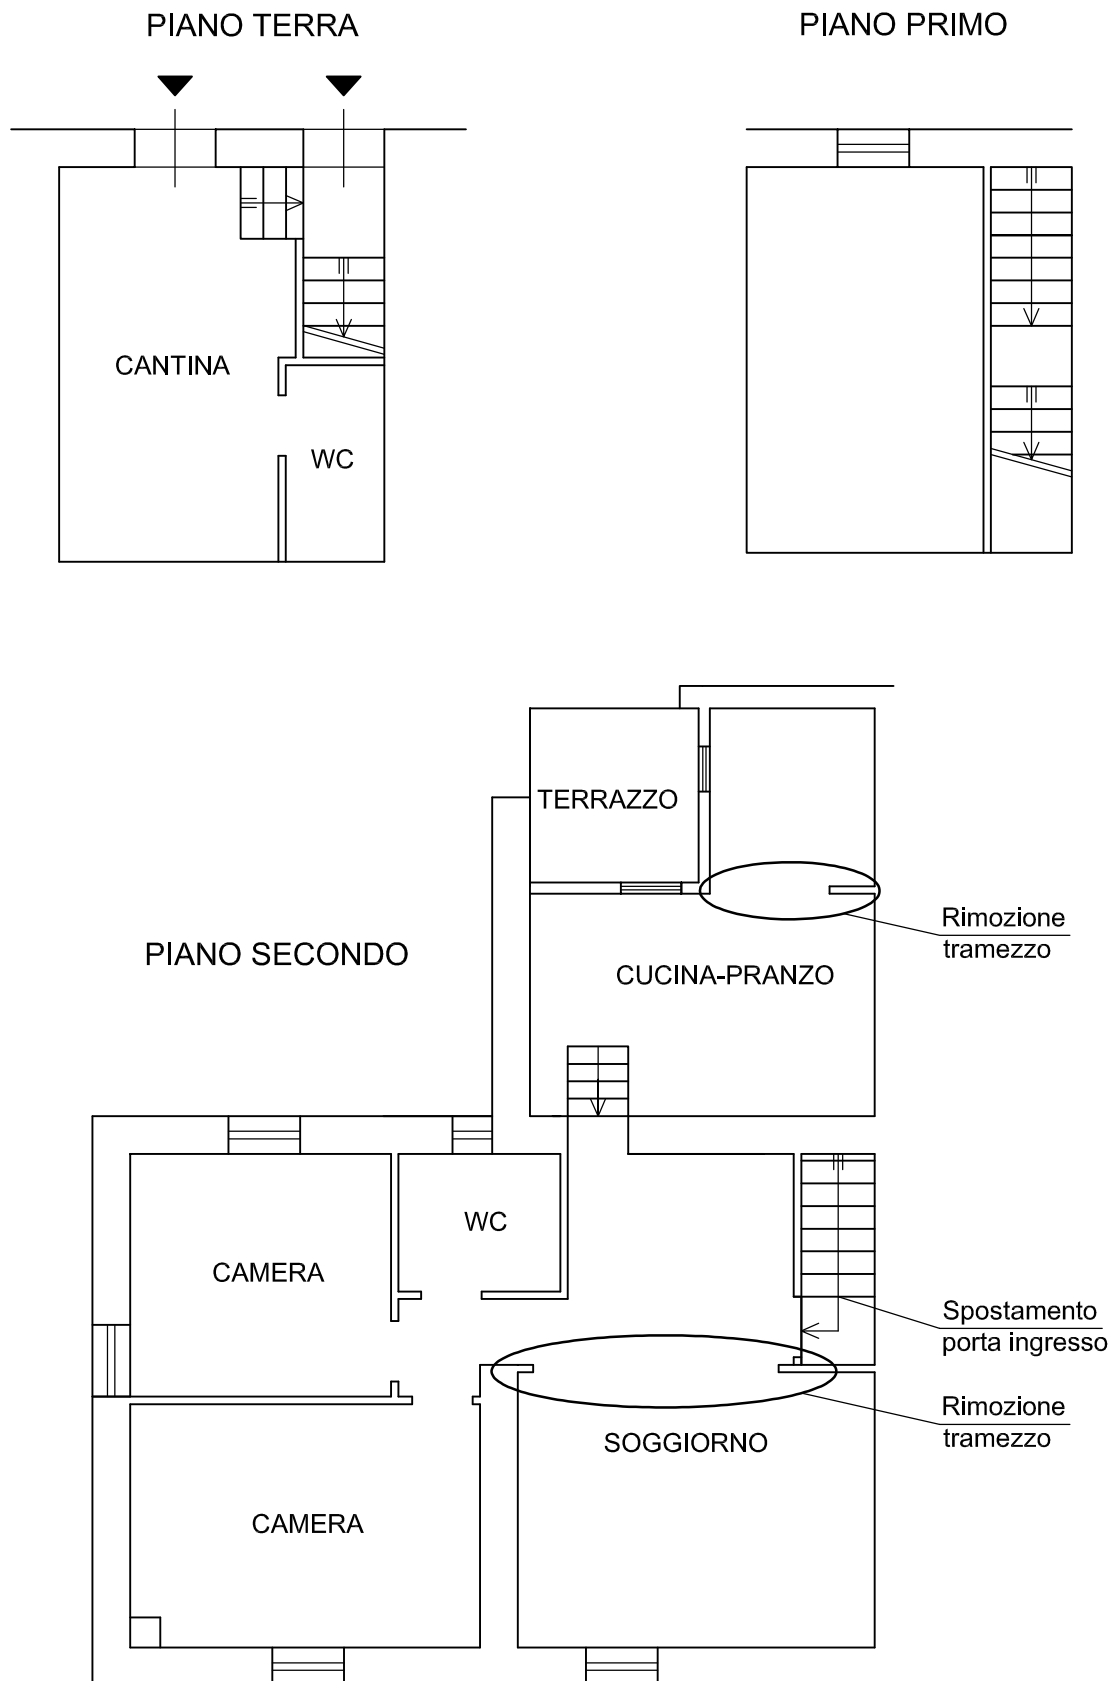 PIANO TERRA
PIANO PRIMO
CANTINA
WC
TERRAZZO
Rimozione
tramezzo
PIANO SECONDO
CUCINA-PRANZO
WC
CAMERA
Spostamento
porta ingresso
Rimozione
tramezzo
SOGGIORNO
CAMERA